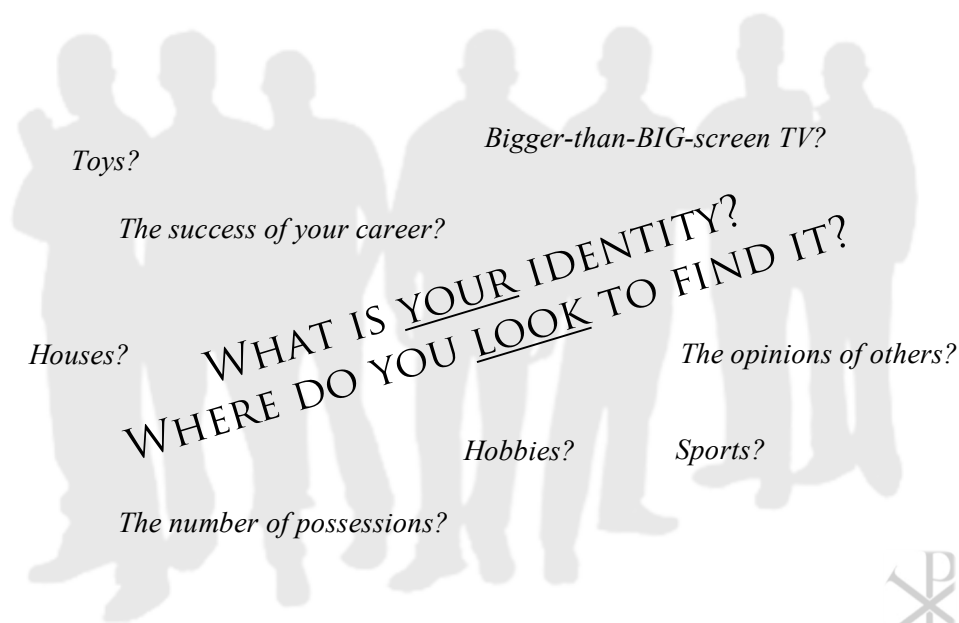 Bigger-than-BIG-screen TV?
Toys?
The success of your career?
What is your identity?
Where do you look to find it?
Houses?
The opinions of others?
Hobbies?
Sports?
The number of possessions?